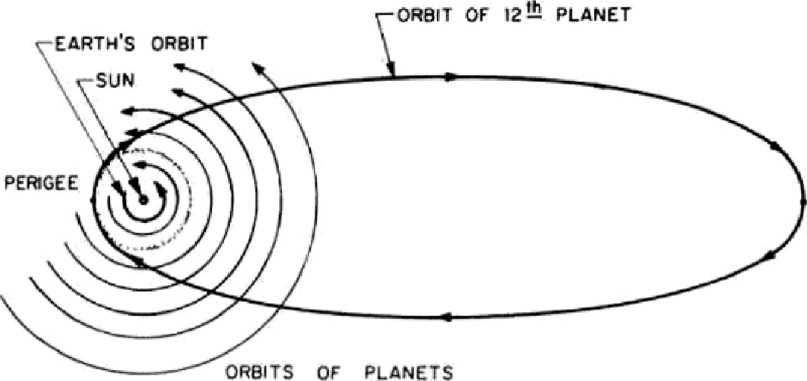 ORBIT OF 12th PLANET
EARTH'S ORBIT
SUN
PERIGEE
ORBITS OF PLANETS